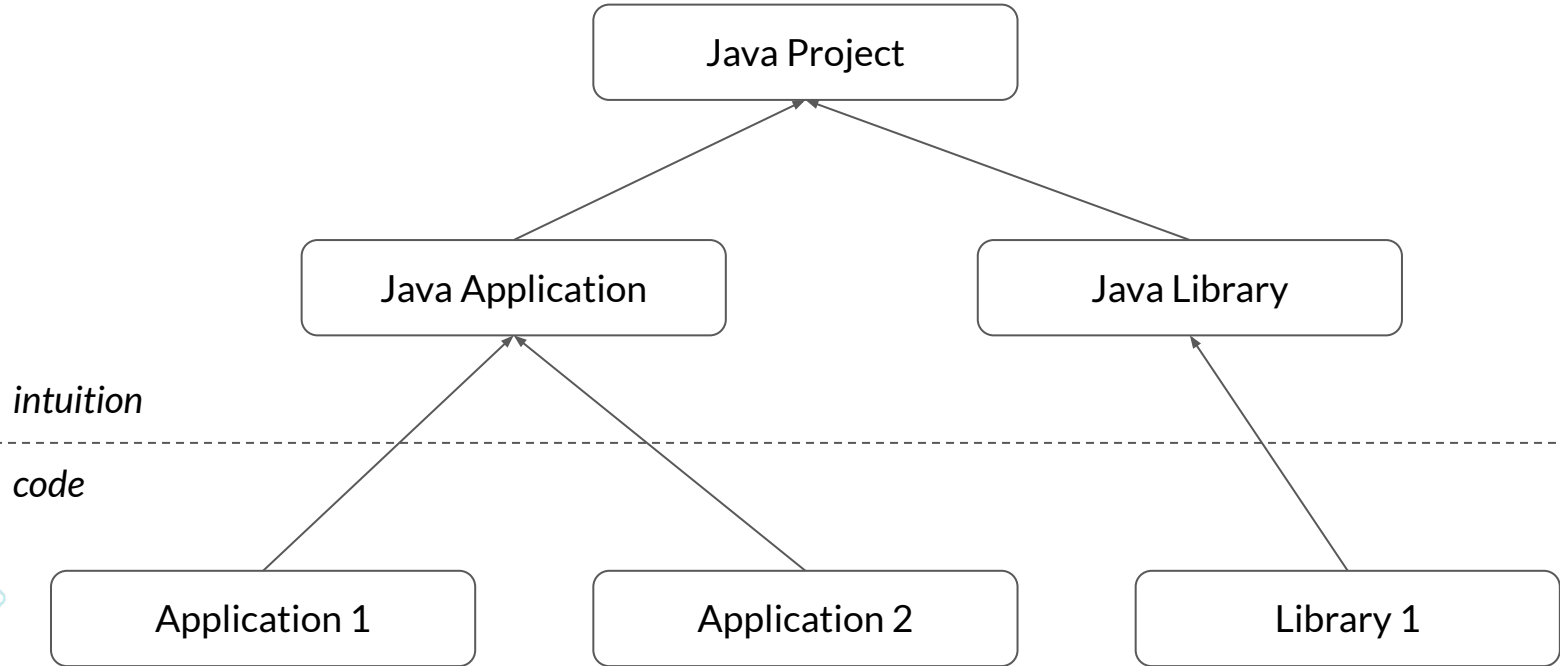 Java Project
Java Application
Java Library
intuition
code
Application 1
Application 2
Library 1